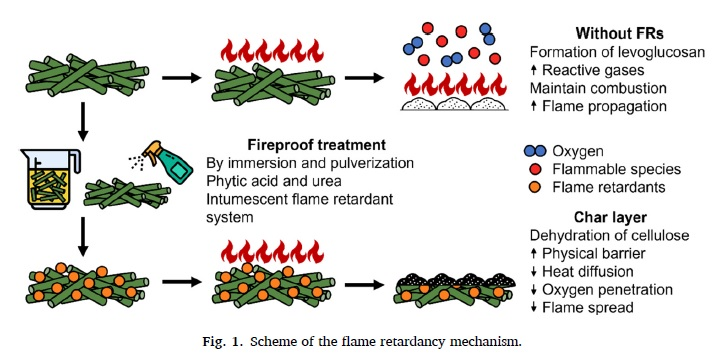 Without FRs
Formation of levoglucosan
⬆ Reactive gases
Maintain combustion
⬆ Flame propagation
Fireproof treatment
By immersion and pulverization
Phytic acid and urea
Intumescent flame retardant
system
Oxygen
Flammable species
Flame retardants
Char layer
Dehydration of cellulose
⬆ Physical barrier
⬇ Heat diffusion
⬇ Oxygen penetration
⬇ Flame spread
Fig. 1. Scheme of the flame retardancy mechanism.